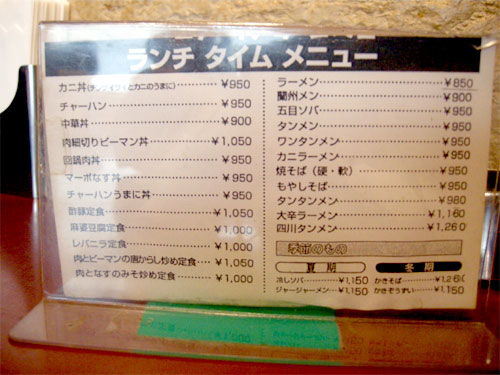 ランチ タイム メニュー
カニ丼 ¥950
チャーハン ¥950
中華丼 ¥900
肉細切りピーマン丼 ¥1,050
回鍋肉丼 ¥950
マーボなす丼 ¥950
チャーハンうまに丼 ¥950
酢豚定食 ¥1,050
麻婆豆腐定食 ¥1,000
レバニラ定食 ¥1,000
肉とピーマンの唐からし炒め定食 ¥1,050
肉となすのみそ炒め定食 ¥1,000
ラーメン ¥850
蘭州メン ¥900
五目ソバ ¥950
タンメン ¥950
ワンタンメン ¥950
カニラーメン ¥950
焼そば(硬・軟) ¥950
もやしそば ¥950
タンタンメン ¥980
大辛ラーメン ¥1,160
四川タンメン ¥1,260
季節のもの
夏期 冬期
冷しソバ ¥1,150 かきそば
ジャージャーメン ¥1,150 かきぞうすい ¥1,150